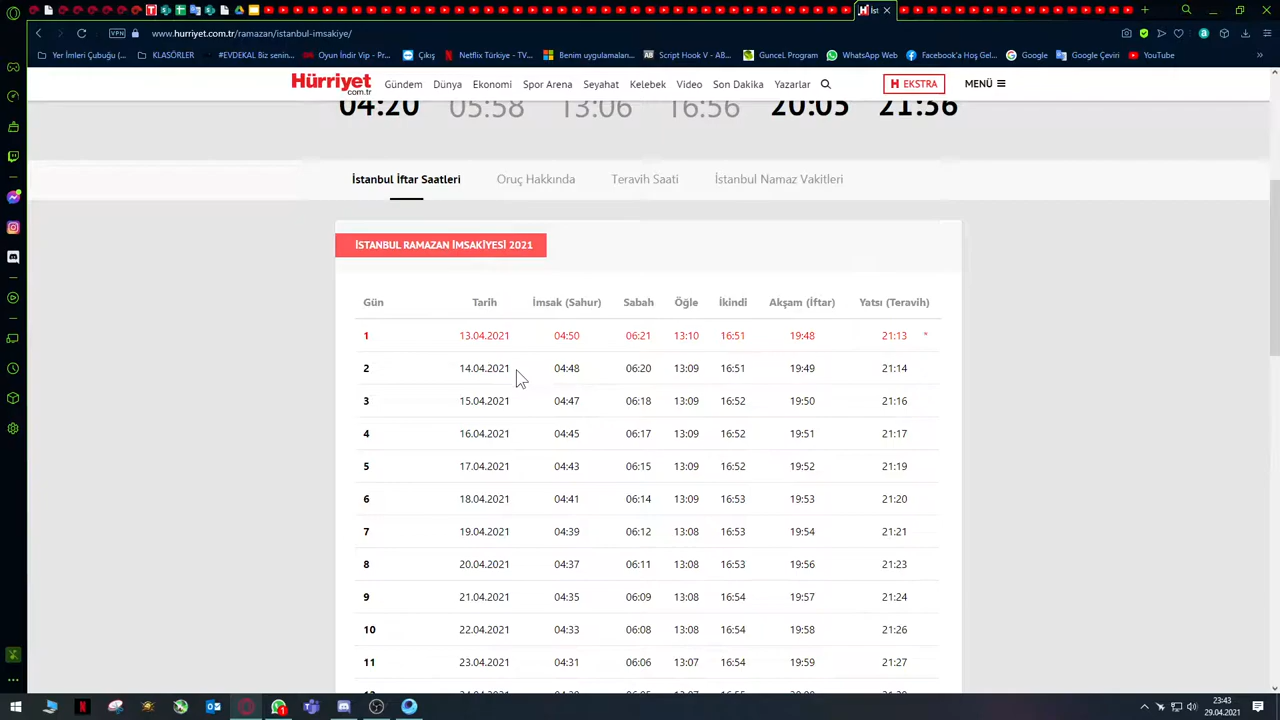 H İst
VPN
www.hurriyet.com.tr/ramazan/istanbul-imsakiye/
Yer İmleri Çubuğu (...
KLASÖRLER
#EVDEKAL Biz senin...
Oyun İndir Vip - Pr...
Çıkış
Netflix Türkiye - TV...
Benim uygulamaları...
Script Hook V - AB...
GunceL Program
WhatsApp Web
Facebook'a Hoş Gel...
Google
Google Çeviri
YouTube
Hürriyet
.com.tr
Gündem Dünya Ekonomi Spor Arena Seyahat Kelebek Video Son Dakika Yazarlar
H EKSTRA
MENÜ
04:20 05:58 13:06 16:56 20:05 21:36
İstanbul İftar Saatleri Oruç Hakkında Teravih Saati İstanbul Namaz Vakitleri
İSTANBUL RAMAZAN İMSAKİYESİ 2021
Gün Tarih İmsak (Sahur) Sabah Öğle İkindi Akşam (İftar) Yatsı (Teravih)
1 13.04.2021 04:50 06:21 13:10 16:51 19:48 21:13 *
2 14.04.2021 04:48 06:20 13:09 16:51 19:49 21:14
3 15.04.2021 04:47 06:18 13:09 16:52 19:50 21:16
4 16.04.2021 04:45 06:17 13:09 16:52 19:51 21:17
5 17.04.2021 04:43 06:15 13:09 16:52 19:52 21:19
6 18.04.2021 04:41 06:14 13:09 16:53 19:53 21:20
7 19.04.2021 04:39 06:12 13:08 16:53 19:54 21:21
8 20.04.2021 04:37 06:11 13:08 16:53 19:56 21:23
9 21.04.2021 04:35 06:09 13:08 16:54 19:57 21:24
10 22.04.2021 04:33 06:08 13:08 16:54 19:58 21:26
11 23.04.2021 04:31 06:06 13:07 16:54 19:59 21:27
23:43
29.04.2021